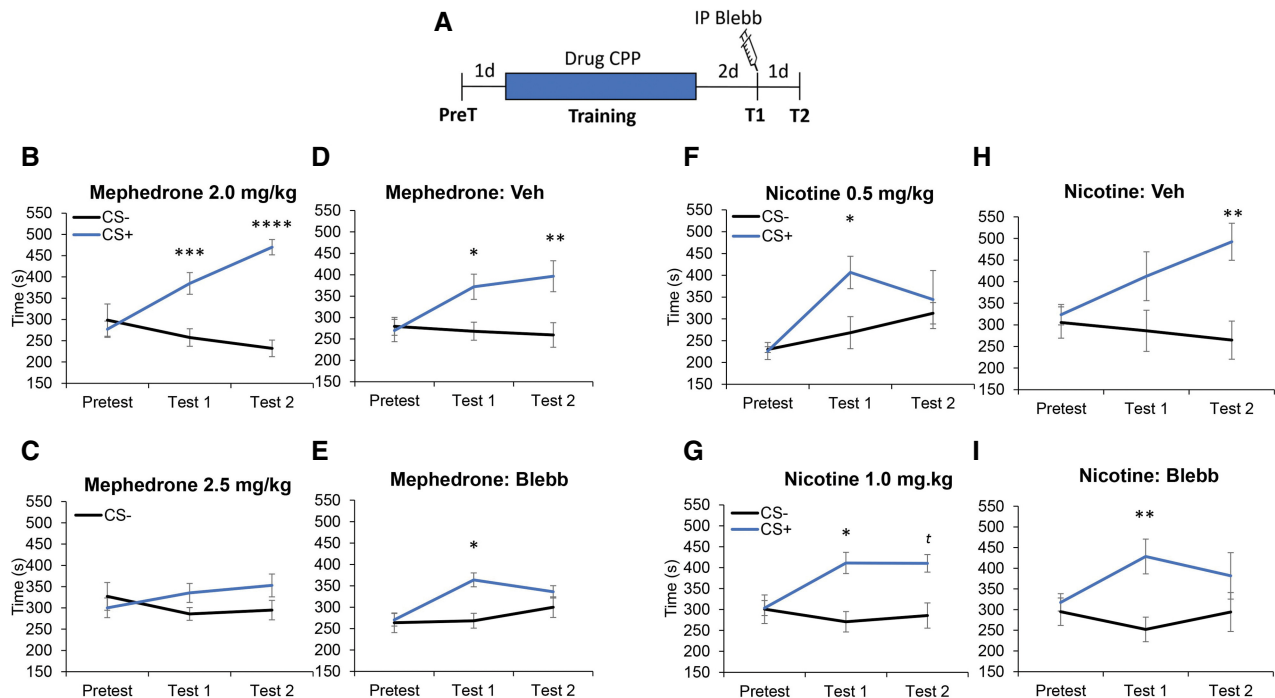 A
IP Blebb
Drug CPP
1d
2d
1d
PreT
Training
T1
T2
B
Mephedrone 2.0 mg/kg
CS-
CS+
***
****
Time (s)
550
500
450
400
350
300
250
200
150
Pretest
Test 1
Test 2
C
Mephedrone 2.5 mg/kg
CS-
Time (s)
550
500
450
400
350
300
250
200
150
Pretest
Test 1
Test 2
D
Mephedrone: Veh
*
**
550
500
450
400
350
300
250
200
150
Pretest
Test 1
Test 2
E
Mephedrone: Blebb
*
550
500
450
400
350
300
250
200
150
Pretest
Test 1
Test 2
F
Nicotine 0.5 mg/kg
CS-
CS+
*
Time (s)
550
500
450
400
350
300
250
200
150
Pretest
Test 1
Test 2
G
Nicotine 1.0 mg.kg
CS-
CS+
*
t
Time (s)
550
500
450
400
350
300
250
200
150
Pretest
Test 1
Test 2
H
Nicotine: Veh
**
550
500
450
400
350
300
250
200
150
Pretest
Test 1
Test 2
I
Nicotine: Blebb
**
550
500
450
400
350
300
250
200
150
Pretest
Test 1
Test 2